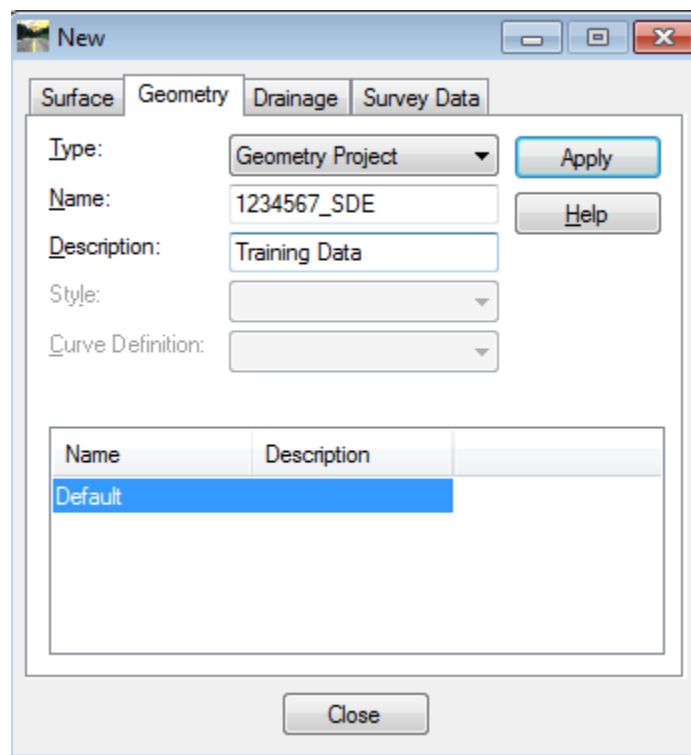 New
Surface Geometry Drainage Survey Data
Type: Geometry Project Apply
Name: 1234567_SDE Help
Description: Training Data
Style:
Curve Definition:
Name Description
Default
Close